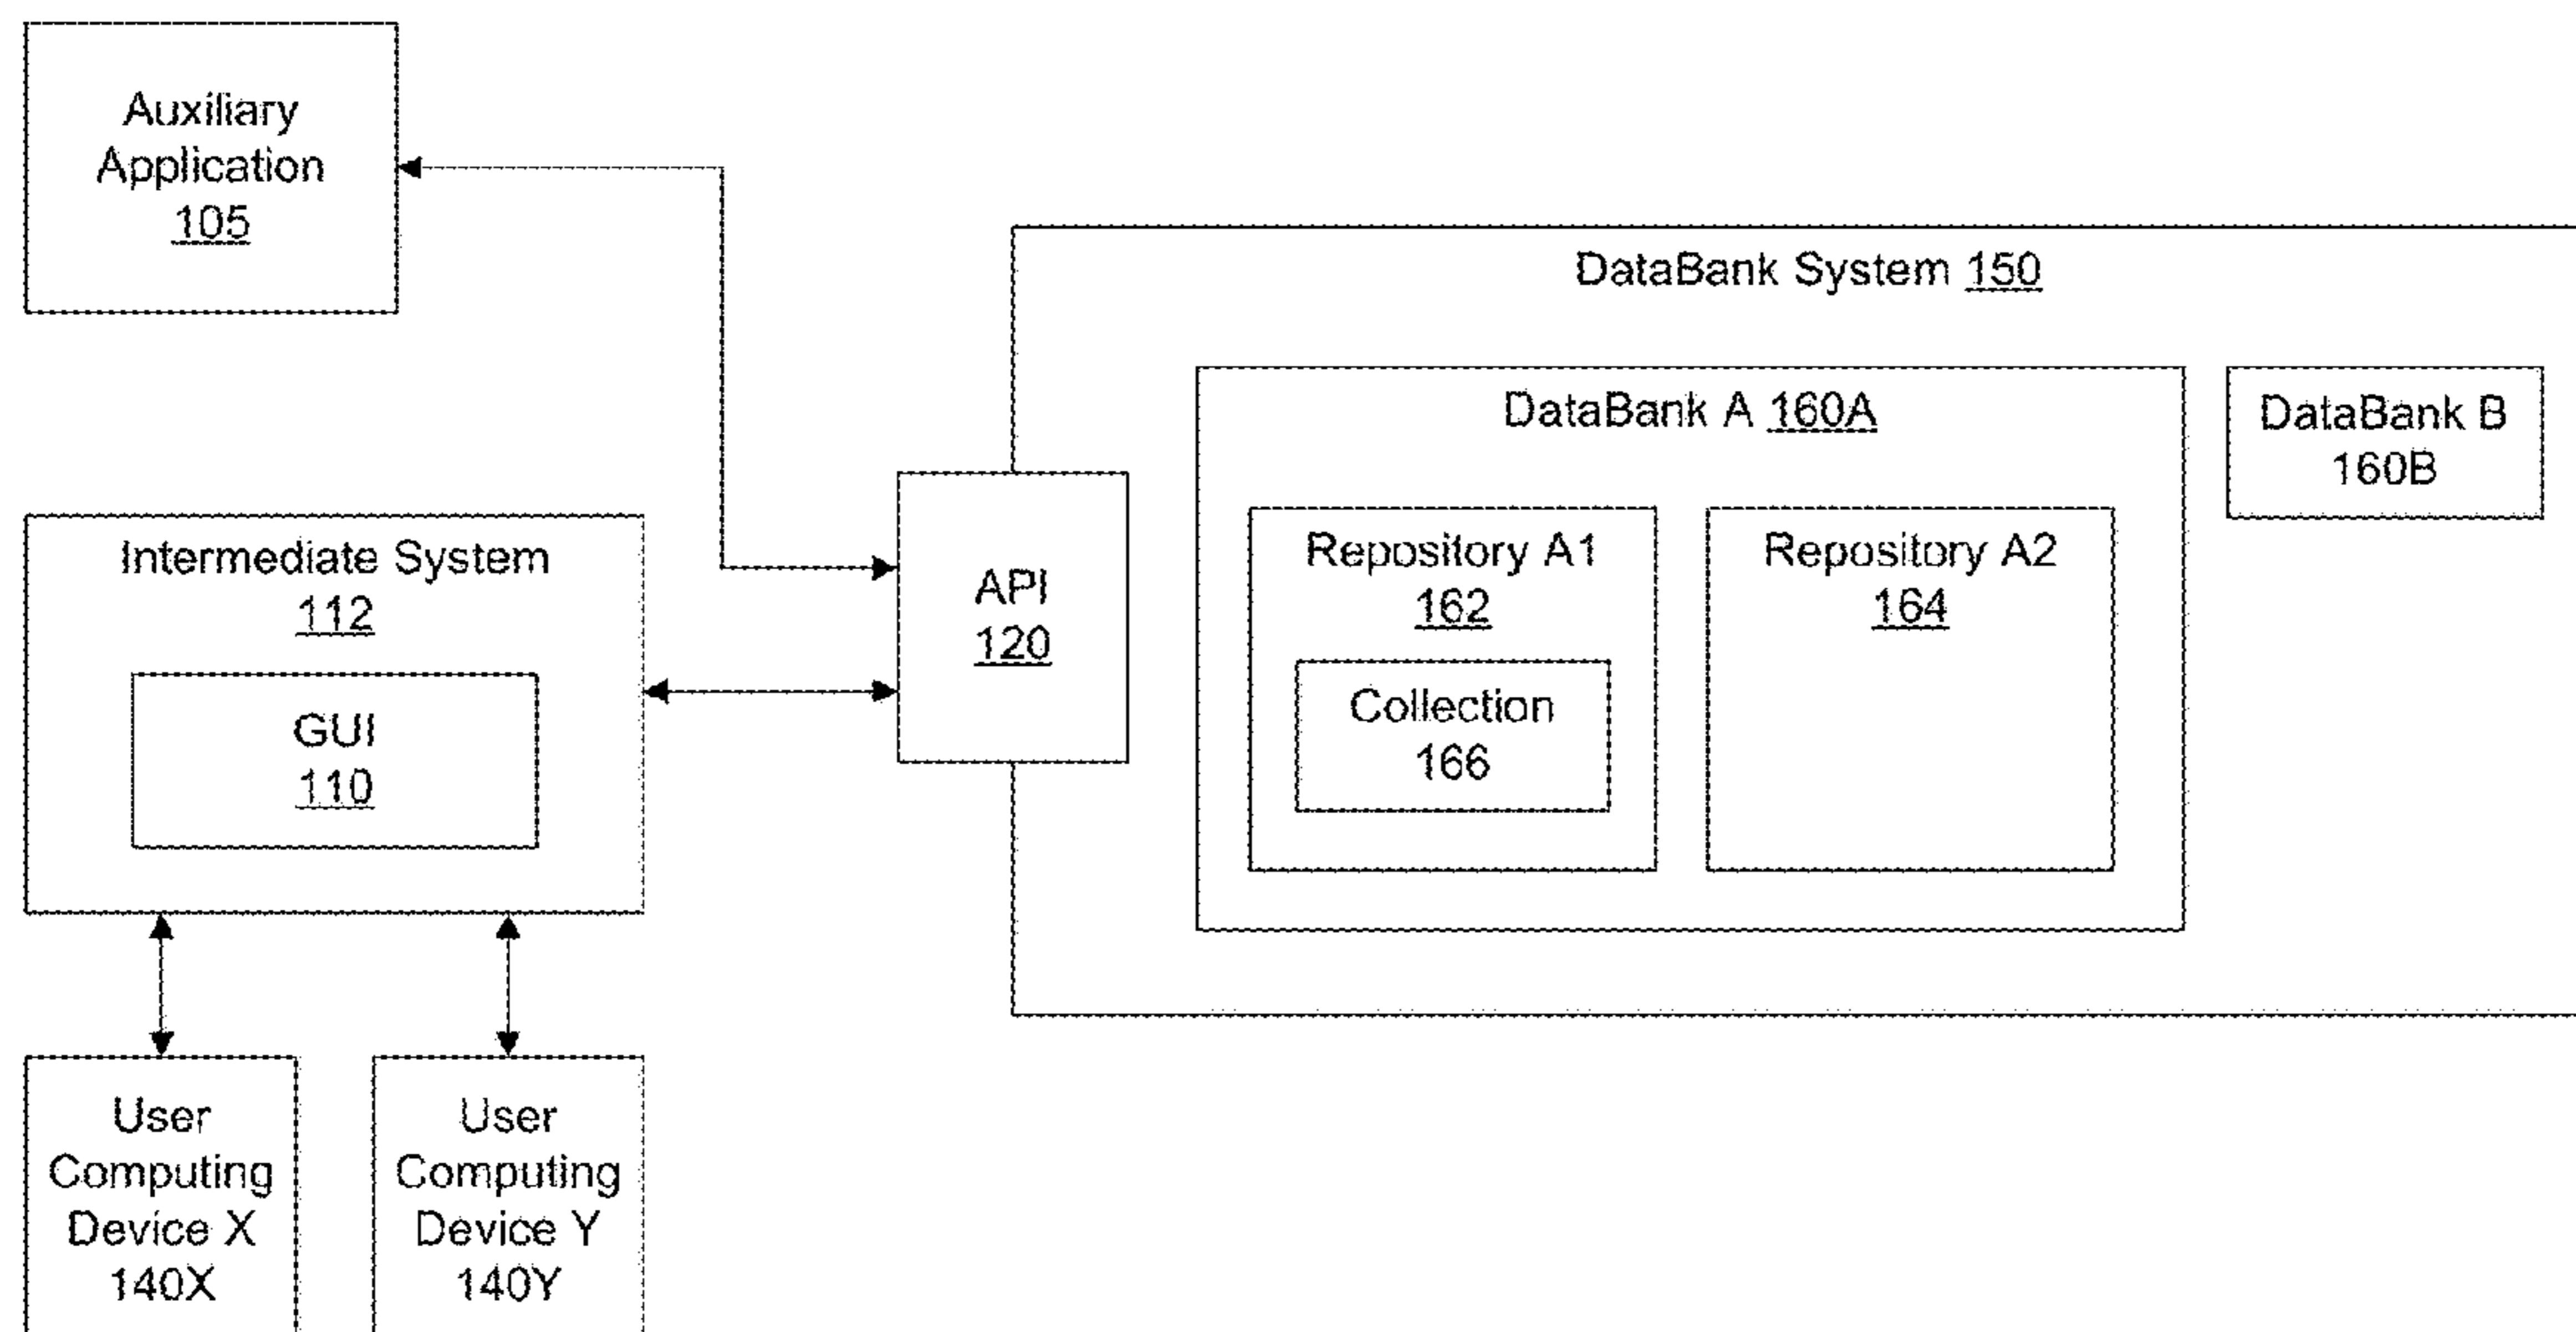 Auxiliary
Application
105
DataBank System 150
DataBank A 160A
DataBank B
160B
Intermediate System
112
GUI
110
API
120
Repository A1
162
Collection
166
Repository A2
164
User
Computing
Device X
140X
User
Computing
Device Y
140Y